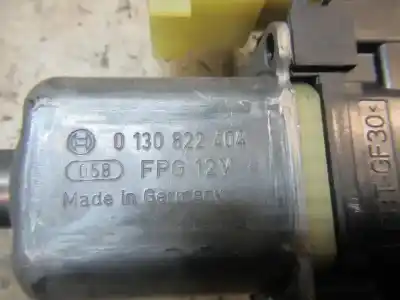 0 130 822 404
058 FPG 12V
Made in Germany
GF30<